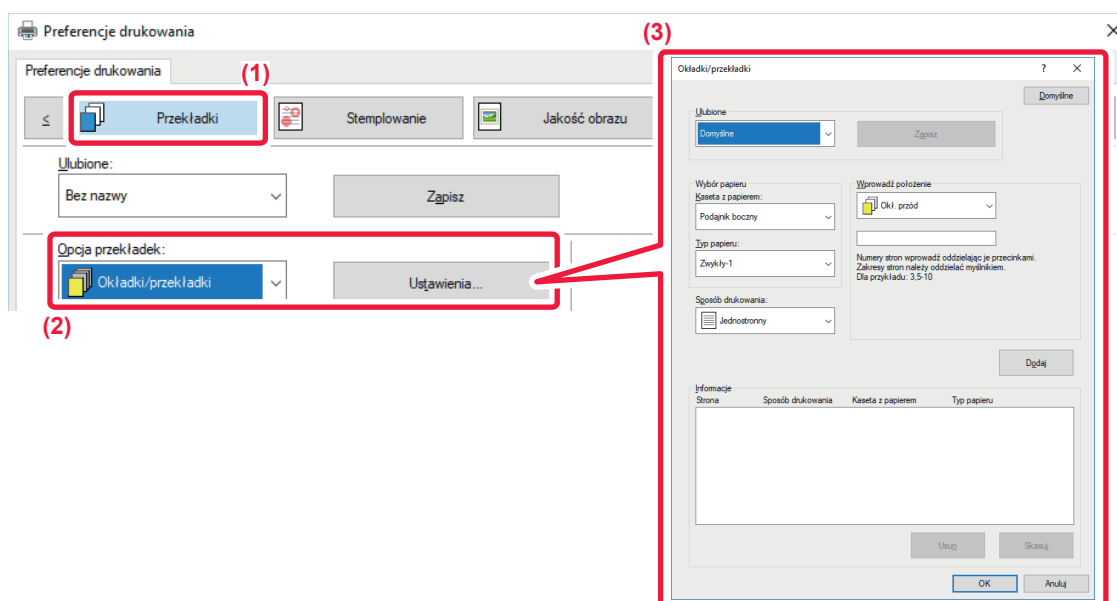 Preferencje drukowania
Preferencje drukowania
(1)
<
Przekładki
Stemplowanie
Jakość obrazu
Ulubione:
Bez nazwy
Zapisz
Opcja przekładek:
Okładki/przekładki
Ustawienia...
(2)
(3)
Okładki/przekładki
?
Domyślne
Ulubione
Domyślne
Zapisz
Wybór papieru
Kaseta z papierem:
Podajnik boczny
Typ papieru:
Zwykły-1
Sposób drukowania:
Jednostronny
Wprowadź położenie
Okł. przód
Numery stron wprowadź oddzielając je przecinkami.
Zakresy stron należy oddzielać myślnikiem.
Dla przykładu: 3,5-10
Dodaj
Informacje
Strona Sposób drukowania Kaseta z papierem Typ papieru
Usuń Skasuj
OK Anuluj